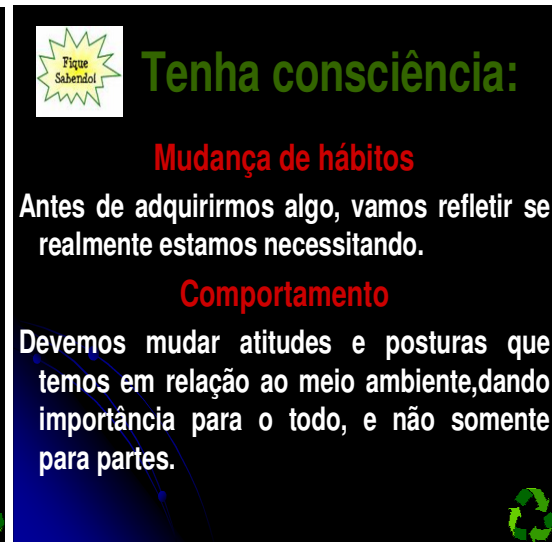 Fique
Sabendo!
Tenha consciência:
Mudança de hábitos
Antes de adquirirmos algo, vamos refletir se
realmente estamos necessitando.
Comportamento
Devemos mudar atitudes e posturas que
temos em relação ao meio ambiente,dando
importância para o todo, e não somente
para partes.